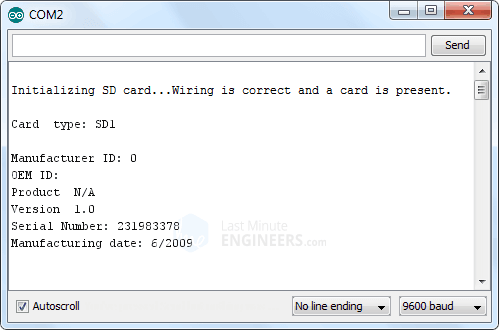 COM2
Send
Initializing SD card...Wiring is correct and a card is present.
Card  type: SD1
Manufacturer ID: 0
OEM ID:
Product  N/A
Version  1.0
Serial Number: 231983378
Manufacturing date: 6/2009
Last Minute
ENGINEERS.com
Autoscroll
No line ending
9600 baud